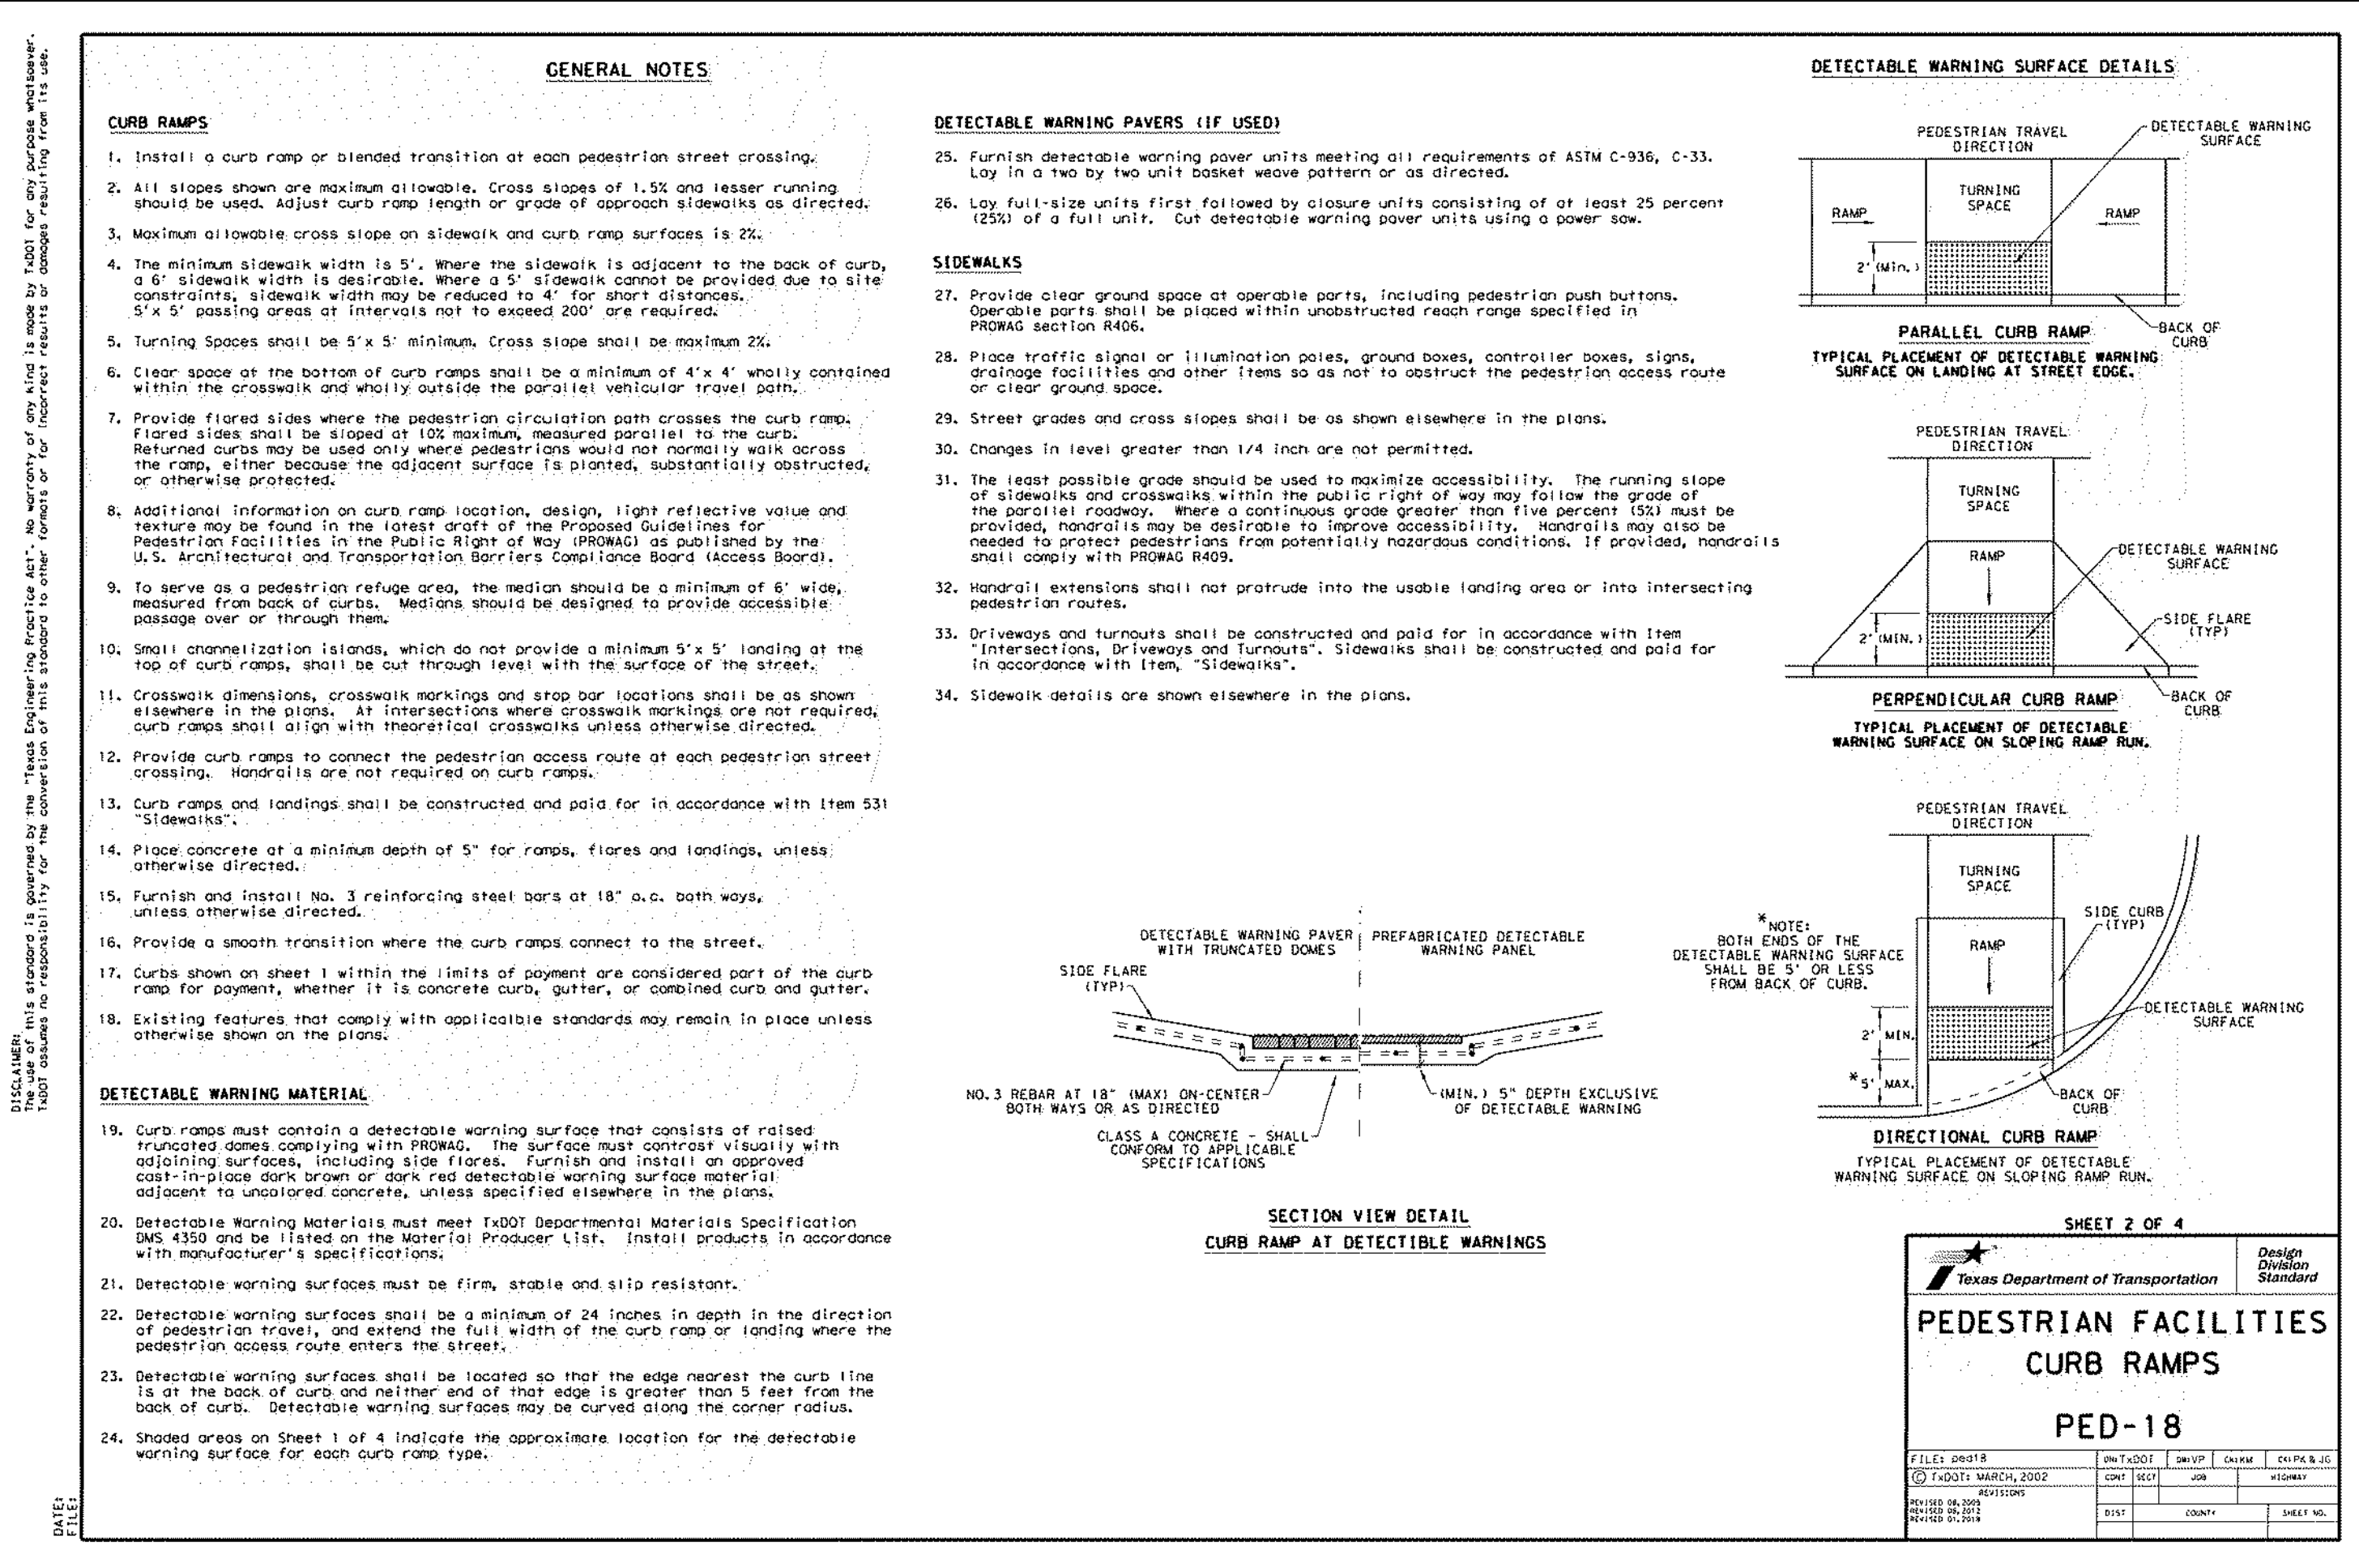 DISCLAIMER:
The use of this standard is governed by the "Texas Engineering Practice Act". No warranty of any kind is made by TxDOT for any purpose whatsoever.
TxDOT assumes no responsibility for the conversion of this standard to other formats or for incorrect results or damages resulting from its use.
DATE:
FILE:
GENERAL NOTES
CURB RAMPS
1. Install a curb ramp or blended transition at each pedestrian street crossing.
2. All slopes shown are maximum allowable. Cross slopes of 1.5% and lesser running
should be used. Adjust curb ramp length or grade of approach sidewalks as directed.
3. Maximum allowable cross slope on sidewalk and curb ramp surfaces is 2%.
4. The minimum sidewalk width is 5'. Where the sidewalk is adjacent to the back of curb,
a 6' sidewalk width is desirable. Where a 5' sidewalk cannot be provided due to site
constraints, sidewalk width may be reduced to 4' for short distances.
5'x 5' passing areas at intervals not to exceed 200' are required.
5. Turning Spaces shall be 5'x 5' minimum. Cross slope shall be maximum 2%.
6. Clear space at the bottom of curb ramps shall be a minimum of 4'x 4' wholly contained
within the crosswalk and wholly outside the parallel vehicular travel path.
7. Provide flared sides where the pedestrian circulation path crosses the curb ramp.
Flared sides shall be sloped at 10% maximum, measured parallel to the curb.
Returned curbs may be used only where pedestrians would not normally walk across
the ramp, either because the adjacent surface is planted, substantially obstructed,
or otherwise protected.
8. Additional information on curb ramp location, design, light reflective value and
texture may be found in the latest draft of the Proposed Guidelines for
Pedestrian Facilities in the Public Right of Way (PROWAG) as published by the
U.S. Architectural and Transportation Barriers Compliance Board (Access Board).
9. To serve as a pedestrian refuge area, the median should be a minimum of 6' wide,
measured from back of curbs. Medians should be designed to provide accessible
passage over or through them.
10. Small channelization islands, which do not provide a minimum 5'x 5' landing at the
top of curb ramps, shall be cut through level with the surface of the street.
11. Crosswalk dimensions, crosswalk markings and stop bar locations shall be as shown
elsewhere in the plans. At intersections where crosswalk markings are not required,
curb ramps shall align with theoretical crosswalks unless otherwise directed.
12. Provide curb ramps to connect the pedestrian access route at each pedestrian street
crossing. Handrails are not required on curb ramps.
13. Curb ramps and landings shall be constructed and paid for in accordance with Item 531
"Sidewalks".
14. Place concrete at a minimum depth of 5" for ramps, flares and landings, unless
otherwise directed.
15. Furnish and install No. 3 reinforcing steel bars at 18" o.c. both ways,
unless otherwise directed.
16. Provide a smooth transition where the curb ramps connect to the street.
17. Curbs shown on sheet 1 within the limits of payment are considered part of the curb
ramp for payment, whether it is concrete curb, gutter, or combined curb and gutter.
18. Existing features that comply with applicalble standards may remain in place unless
otherwise shown on the plans.
DETECTABLE WARNING MATERIAL
19. Curb ramps must contain a detectable warning surface that consists of raised
truncated domes complying with PROWAG. The surface must contrast visually with
adjoining surfaces, including side flares. Furnish and install an approved
cast-in-place dark brown or dark red detectable warning surface material
adjacent to uncolored concrete, unless specified elsewhere in the plans.
20. Detectable Warning Materials must meet TxDOT Departmental Materials Specification
DMS 4350 and be listed on the Material Producer List. Install products in accordance
with manufacturer's specifications.
21. Detectable warning surfaces must be firm, stable and slip resistant.
22. Detectable warning surfaces shall be a minimum of 24 inches in depth in the direction
of pedestrian travel, and extend the full width of the curb ramp or landing where the
pedestrian access route enters the street.
23. Detectable warning surfaces shall be located so that the edge nearest the curb line
is at the back of curb and neither end of that edge is greater than 5 feet from the
back of curb. Detectable warning surfaces may be curved along the corner radius.
24. Shaded areas on Sheet 1 of 4 indicate the approximate location for the detectable
warning surface for each curb ramp type.
DETECTABLE WARNING PAVERS (IF USED)
25. Furnish detectable warning paver units meeting all requirements of ASTM C-936, C-33.
Lay in a two by two unit basket weave pattern or as directed.
26. Lay full-size units first followed by closure units consisting of at least 25 percent
(25%) of a full unit. Cut detectable warning paver units using a power saw.
SIDEWALKS
27. Provide clear ground space at operable parts, including pedestrian push buttons.
Operable parts shall be placed within unobstructed reach range specified in
PROWAG section R406.
28. Place traffic signal or illumination poles, ground boxes, controller boxes, signs,
drainage facilities and other items so as not to obstruct the pedestrian access route
or clear ground space.
29. Street grades and cross slopes shall be as shown elsewhere in the plans.
30. Changes in level greater than 1/4 inch are not permitted.
31. The least possible grade should be used to maximize accessibility. The running slope
of sidewalks and crosswalks within the public right of way may follow the grade of
the parallel roadway. Where a continuous grade greater than five percent (5%) must be
provided, handrails may be desirable to improve accessibility. Handrails may also be
needed to protect pedestrians from potentially hazardous conditions. If provided, handrails
shall comply with PROWAG R409.
32. Handrail extensions shall not protrude into the usable landing area or into intersecting
pedestrian routes.
33. Driveways and turnouts shall be constructed and paid for in accordance with Item
"Intersections, Driveways and Turnouts". Sidewalks shall be constructed and paid for
in accordance with Item, "Sidewalks".
34. Sidewalk details are shown elsewhere in the plans.
DETECTABLE WARNING PAVER
WITH TRUNCATED DOMES
PREFABRICATED DETECTABLE
WARNING PANEL
SIDE FLARE
(TYP)
NO.3 REBAR AT 18" (MAX) ON-CENTER
BOTH WAYS OR AS DIRECTED
(MIN.) 5" DEPTH EXCLUSIVE
OF DETECTABLE WARNING
CLASS A CONCRETE - SHALL
CONFORM TO APPLICABLE
SPECIFICATIONS
SECTION VIEW DETAIL
CURB RAMP AT DETECTIBLE WARNINGS
DETECTABLE WARNING SURFACE DETAILS
PEDESTRIAN TRAVEL
DIRECTION
DETECTABLE WARNING
SURFACE
TURNING
SPACE
RAMP
RAMP
2' (Min.)
BACK OF
CURB
PARALLEL CURB RAMP
TYPICAL PLACEMENT OF DETECTABLE WARNING
SURFACE ON LANDING AT STREET EDGE.
PEDESTRIAN TRAVEL
DIRECTION
TURNING
SPACE
RAMP
DETECTABLE WARNING
SURFACE
2' (MIN.)
SIDE FLARE
(TYP)
BACK OF
CURB
PERPENDICULAR CURB RAMP
TYPICAL PLACEMENT OF DETECTABLE
WARNING SURFACE ON SLOPING RAMP RUN.
PEDESTRIAN TRAVEL
DIRECTION
TURNING
SPACE
SIDE CURB
(TYP)
*NOTE:
BOTH ENDS OF THE
DETECTABLE WARNING SURFACE
SHALL BE 5' OR LESS
FROM BACK OF CURB.
RAMP
DETECTABLE WARNING
SURFACE
2' MIN.
*5' MAX.
BACK OF
CURB
DIRECTIONAL CURB RAMP
TYPICAL PLACEMENT OF DETECTABLE
WARNING SURFACE ON SLOPING RAMP RUN.
SHEET 2 OF 4
Texas Department of Transportation
Design
Division
Standard
PEDESTRIAN FACILITIES
CURB RAMPS
PED-18
FILE: ped18
DN: TxDOT
DW: VP
CK: KM
CK: PK & JG
© TxDOT: MARCH, 2002
CONT
SECT
JOB
HIGHWAY
REVISIONS
REVISED 08, 2005
REVISED 06, 2012
REVISED 01, 2018
DIST
COUNTY
SHEET NO.